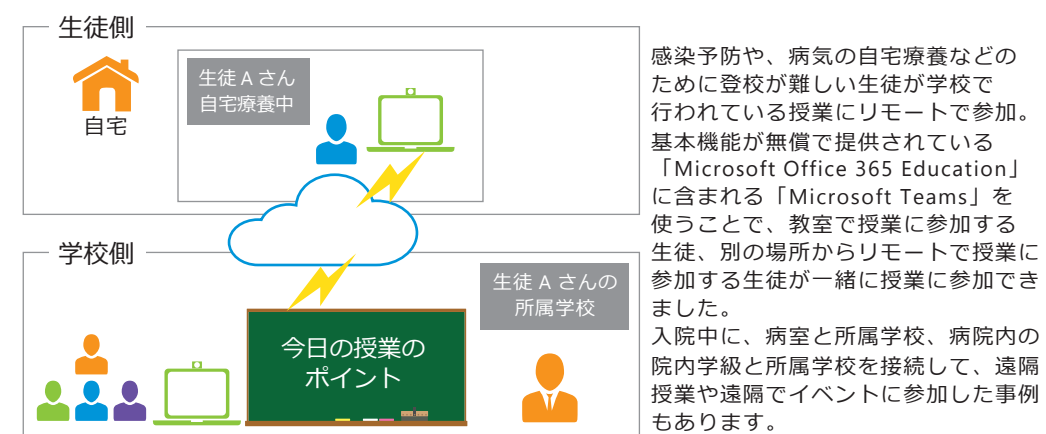 生徒側
自宅
生徒 A さん
自宅療養中
学校側
生徒 A さんの
所属学校
今日の授業の
ポイント
感染予防や、病気の自宅療養などの
ために登校が難しい生徒が学校で
行われている授業にリモートで参加。
基本機能が無償で提供されている
「Microsoft Office 365 Education」
に含まれる「Microsoft Teams」を
使うことで、教室で授業に参加する
生徒、別の場所からリモートで授業に
参加する生徒が一緒に授業に参加でき
ました。
入院中に、病室と所属学校、病院内の
院内学級と所属学校を接続して、遠隔
授業や遠隔でイベントに参加した事例
もあります。